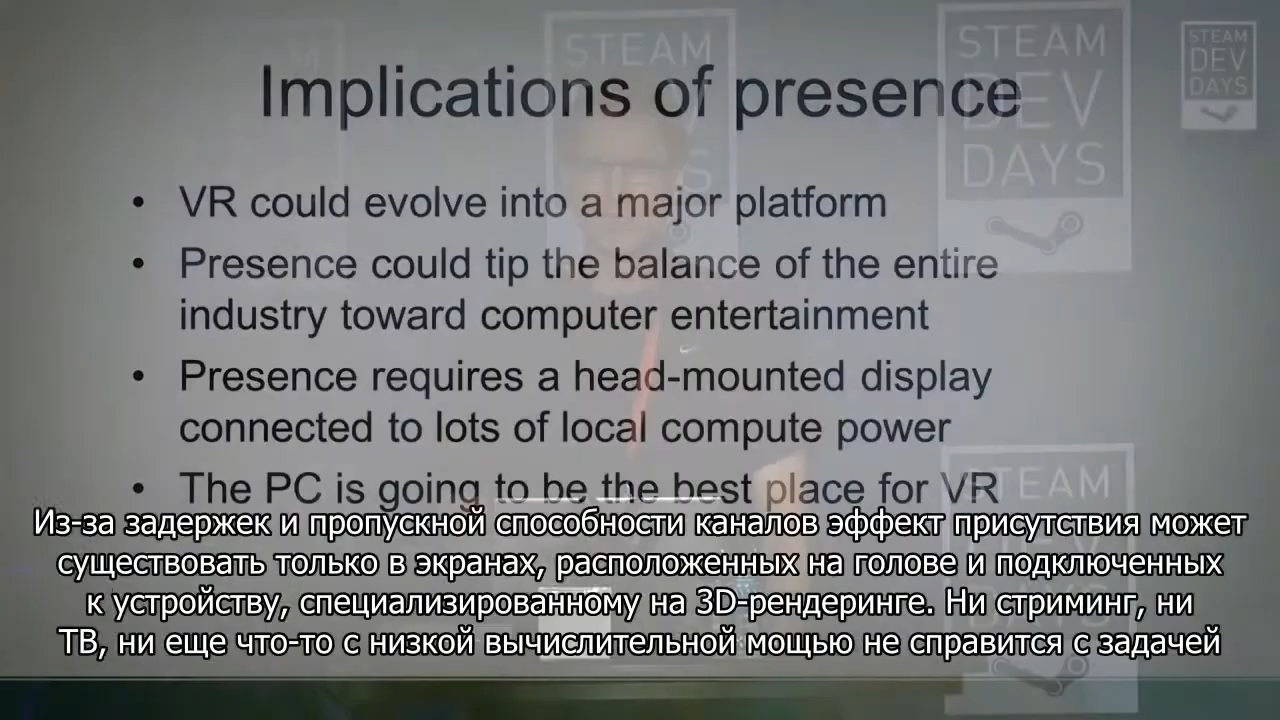 STEAM
DEV
DAYS
STEAM
DEV
DAYS
STEAM
S
Implications of presence
• VR could evolve into a major platform
• Presence could tip the balance of the entire
industry toward computer entertainment
• Presence requires a head-mounted display
connected to lots of local compute power
• The PC is going to be the best place for VR
STEAM
Из-за задержек и пропускной способности каналов эффект присутствия может
существовать только в экранах, расположенных на голове и подключенных
к устройству, специализированному на 3D-рендеринге. Ни стриминг, ни
ТВ, ни еще что-то с низкой вычислительной мощью не справится с задачей